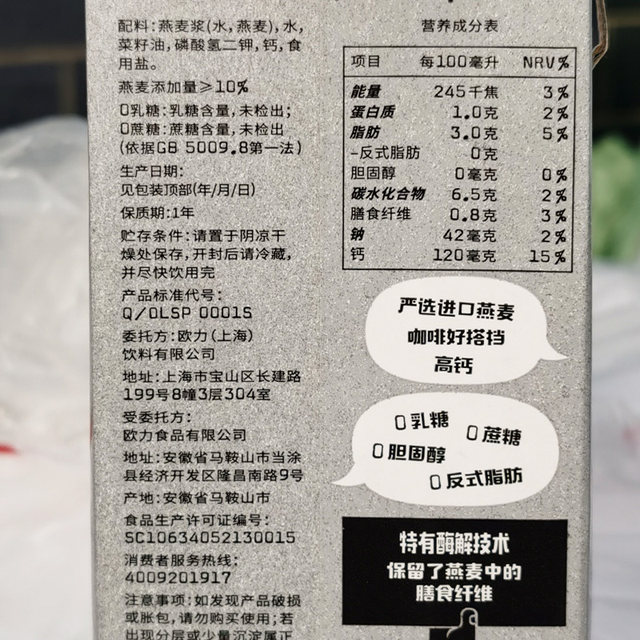 配料:燕麦浆(水,燕麦),水,
菜籽油,磷酸氢二钾,钙,食
用盐。
燕麦添加量≥10%
0乳糖:乳糖含量,未检出;
0蔗糖:蔗糖含量,未检出
(依据GB 5009.8第一法)
生产日期:
见包装顶部(年/月/日)
保质期:1年
贮存条件:请置于阴凉干
燥处保存,开封后请冷藏,
并尽快饮用完
产品标准代号:
Q/OLSP 0001S
委托方:欧力(上海)
饮料有限公司
地址:上海市宝山区长建路
199号8幢3层304室
受委托方:
欧力食品有限公司
地址:安徽省马鞍山市当涂
县经济开发区隆昌南路9号
产地:安徽省马鞍山市
食品生产许可证编号:
SC10634052130015
消费者服务热线:
4009201917
注意事项:如发现产品破损
或胀包,请勿购买使用;若
出现分层或少量沉淀属正
营养成分表
项目 每100毫升 NRV%
能量 245千焦 3%
蛋白质 1.0克 2%
脂肪 3.0克 5%
-反式脂肪 0克
胆固醇 0毫克 0%
碳水化合物 6.5克 2%
膳食纤维 0.8克 3%
钠 42毫克 2%
钙 120毫克 15%
严选进口燕麦
咖啡好搭挡
高钙
0乳糖
0蔗糖
0胆固醇
0反式脂肪
特有酶解技术
保留了燕麦中的
膳食纤维